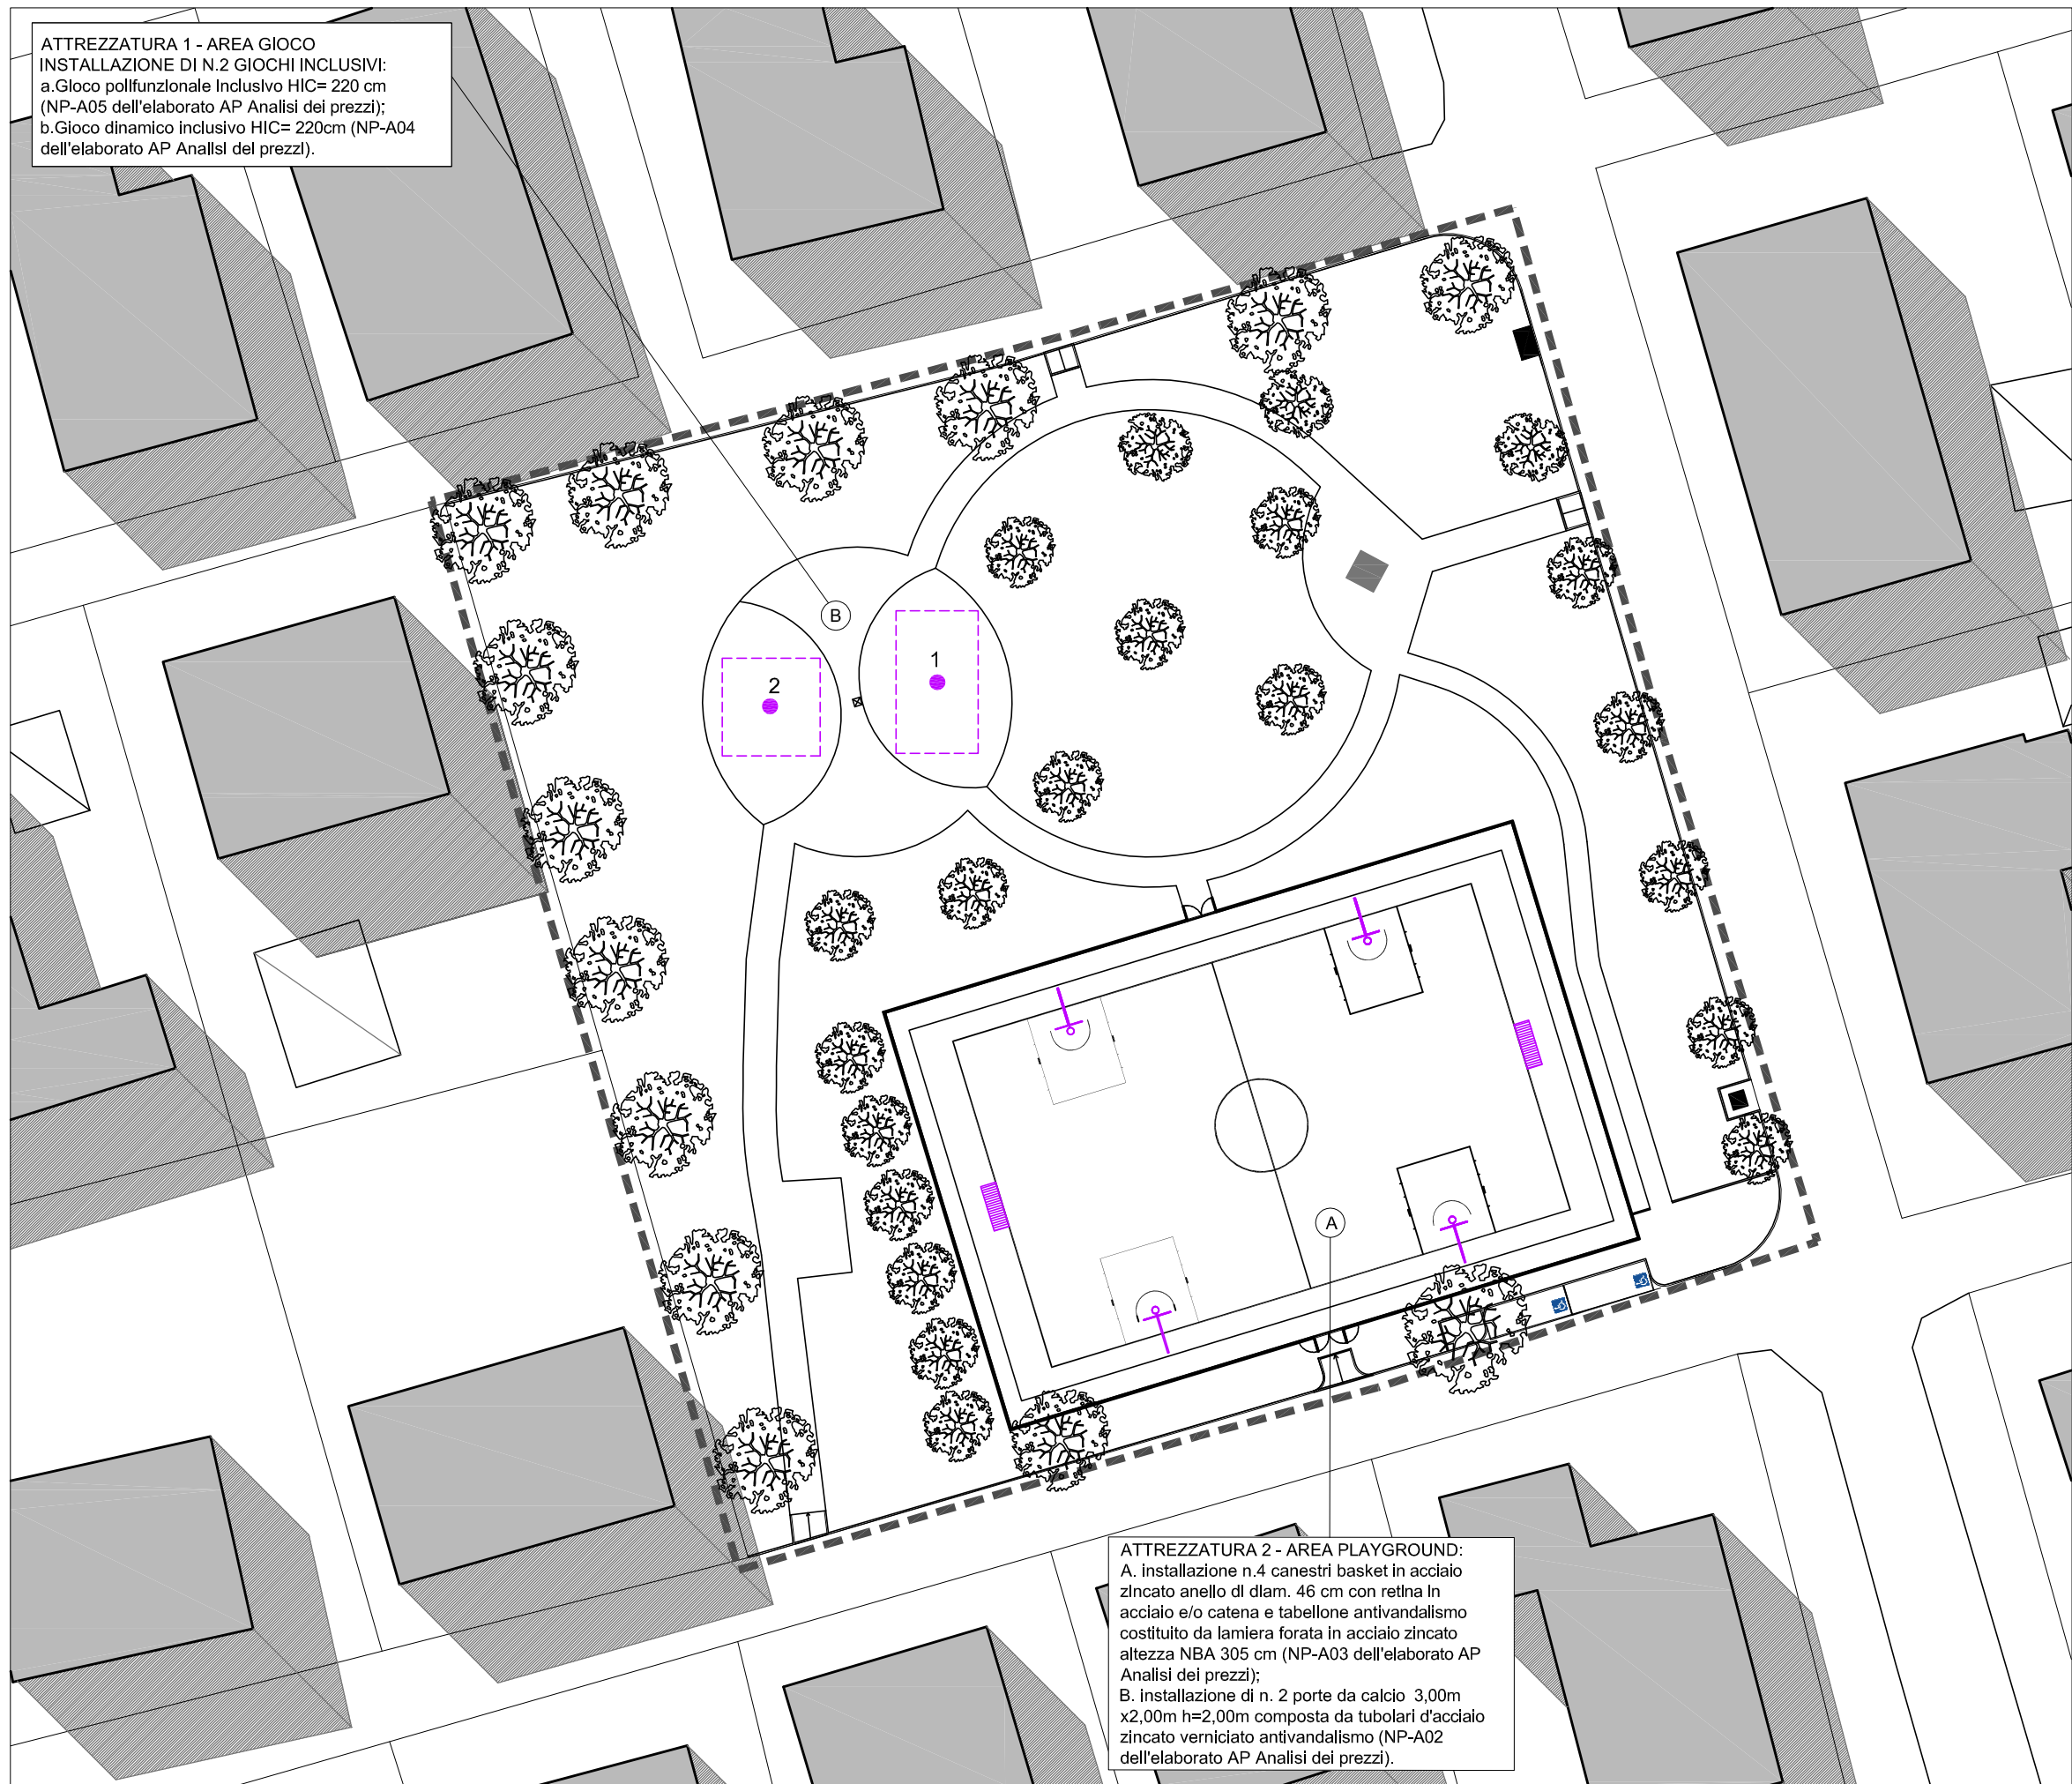 ATTREZZATURA 1 - AREA GIOCO
INSTALLAZIONE DI N.2 GIOCHI INCLUSIVI:
a.Gioco polifunzionale inclusivo HIC= 220 cm
(NP-A05 dell'elaborato AP Analisi dei prezzi);
b.Gioco dinamico inclusivo HIC= 220cm (NP-A04
dell'elaborato AP Analisi dei prezzi).
B
1
2
A
ATTREZZATURA 2 - AREA PLAYGROUND:
A. installazione n.4 canestri basket in acciaio
zincato anello di diam. 46 cm con retina in
acciaio e/o catena e tabellone antivandalismo
costituito da lamiera forata in acciaio zincato
altezza NBA 305 cm (NP-A03 dell'elaborato AP
Analisi dei prezzi);
B. installazione di n. 2 porte da calcio 3,00m
x2,00m h=2,00m composta da tubolari d'acciaio
zincato verniciato antivandalismo (NP-A02
dell'elaborato AP Analisi dei prezzi).